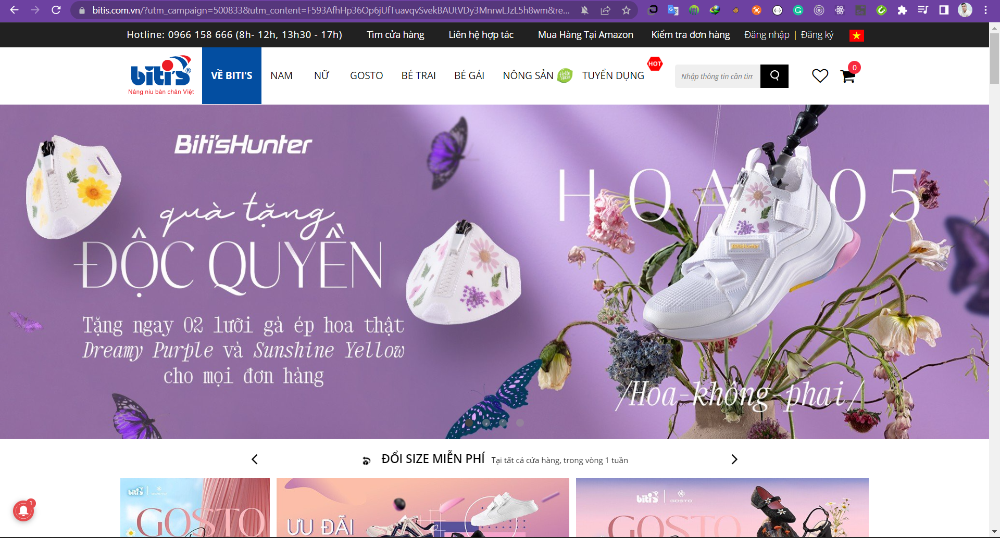 bitis.com.vn/?utm_campaign=500833&utm_content=F593AfhHp36Op6jUfTuavqvSvekBAUtVDy3MnrwLJzL5h8wm&re...
Hotline: 0966 158 666 (8h- 12h, 13h30 - 17h) Tìm cửa hàng Liên hệ hợp tác Mua Hàng Tại Amazon Kiểm tra đơn hàng Đăng nhập | Đăng ký
biti's®
Nâng niu bàn chân Việt
VỀ BITI'S NAM NỮ GOSTO BÉ TRAI BÉ GÁI NÔNG SẢN Hello FRESH TUYỂN DỤNG HOT Nhập thông tin cần tìm 0
Biti'sHunter
quà tặng
ĐỘC QUYỀN
Tặng ngay 02 lưỡi gà ép hoa thật
Dreamy Purple và Sunshine Yellow
cho mọi đơn hàng
HOA 05
Biti'sHunter
/Hoa-không-phai/
ĐỔI SIZE MIỄN PHÍ Tại tất cả cửa hàng, trong vòng 1 tuần
biti's GOSTO
GOSTO
ƯU ĐÃI
biti's GOSTO
GOSTO
1